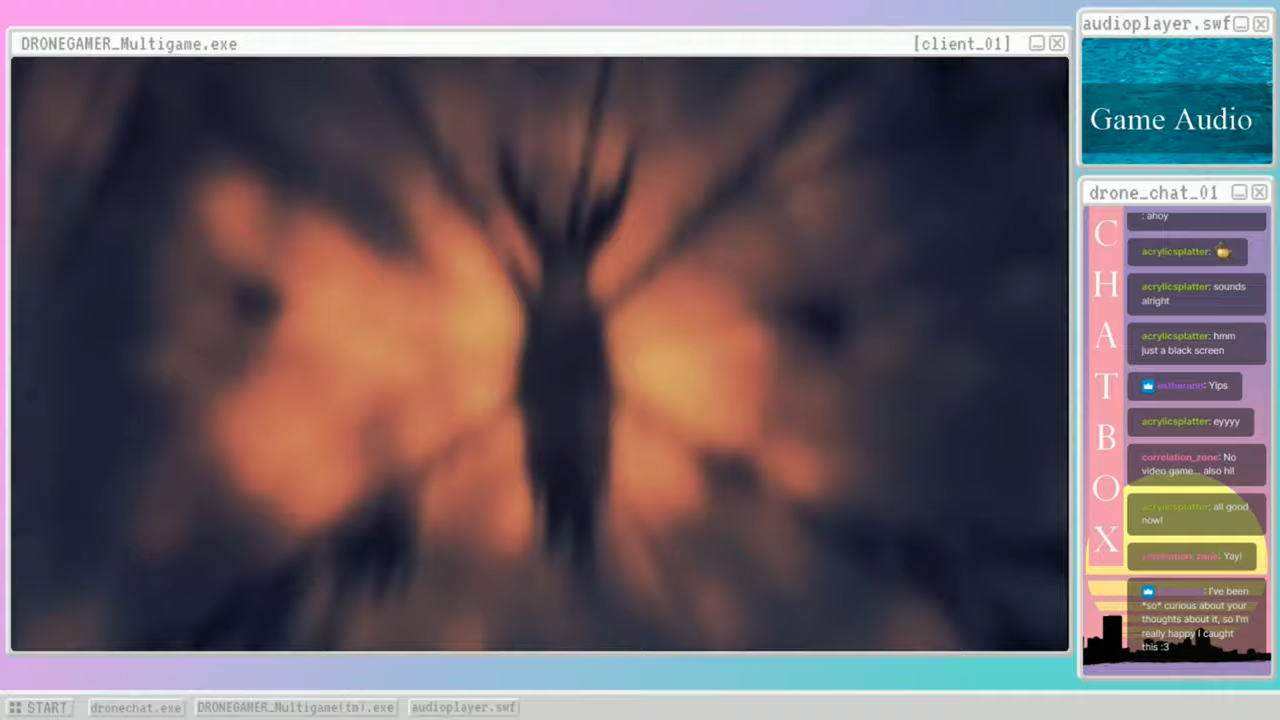 DRONEGAMER_Multigame.exe
[client_01]
audioplayer.swf
Game Audio
drone_chat_01
CHATBOX
: ahoy
acrylicsplatter:
acrylicsplatter: sounds
alright
acrylicsplatter: hmm
just a black screen
: Yips
acrylicsplatter: eyyyy
correlation_zone: No
video game... also hi!
acrylicsplatter: all good
now!
correlation_zone: Yay!
: I've been
*so* curious about your
thoughts about it, so I'm
really happy I caught
this :3
START
dronechat.exe
DRONEGAMER_Multigame(tm).exe
audioplayer.swf